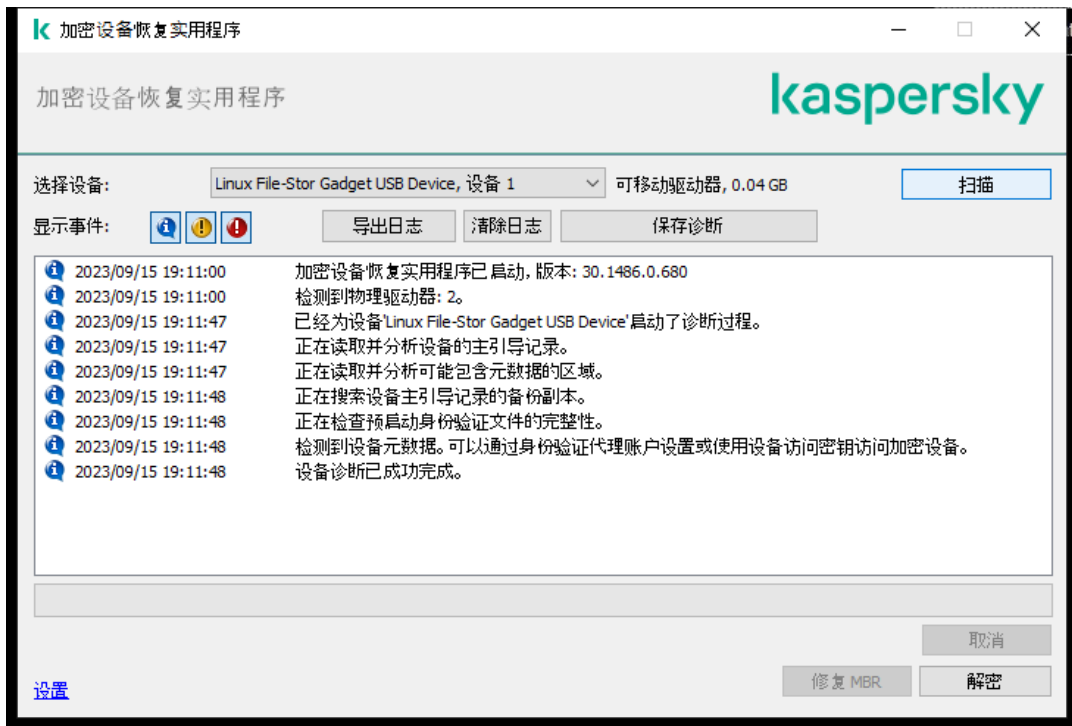 加密设备恢复实用程序
加密设备恢复实用程序
kaspersky
选择设备: Linux File-Stor Gadget USB Device, 设备 1 可移动驱动器, 0.04 GB 扫描
显示事件: 导出日志 清除日志 保存诊断
2023/09/15 19:11:00 加密设备恢复实用程序已启动, 版本: 30.1486.0.680
2023/09/15 19:11:00 检测到物理驱动器: 2。
2023/09/15 19:11:47 已经为设备'Linux File-Stor Gadget USB Device'启动了诊断过程。
2023/09/15 19:11:47 正在读取并分析设备的主引导记录。
2023/09/15 19:11:47 正在读取并分析可能包含元数据的区域。
2023/09/15 19:11:48 正在搜索设备主引导记录的备份副本。
2023/09/15 19:11:48 正在检查预启动身份验证文件的完整性。
2023/09/15 19:11:48 检测到设备元数据。可以通过身份验证代理账户设置或使用设备访问密钥访问加密设备。
2023/09/15 19:11:48 设备诊断已成功完成。
取消
设置 修复 MBR 解密